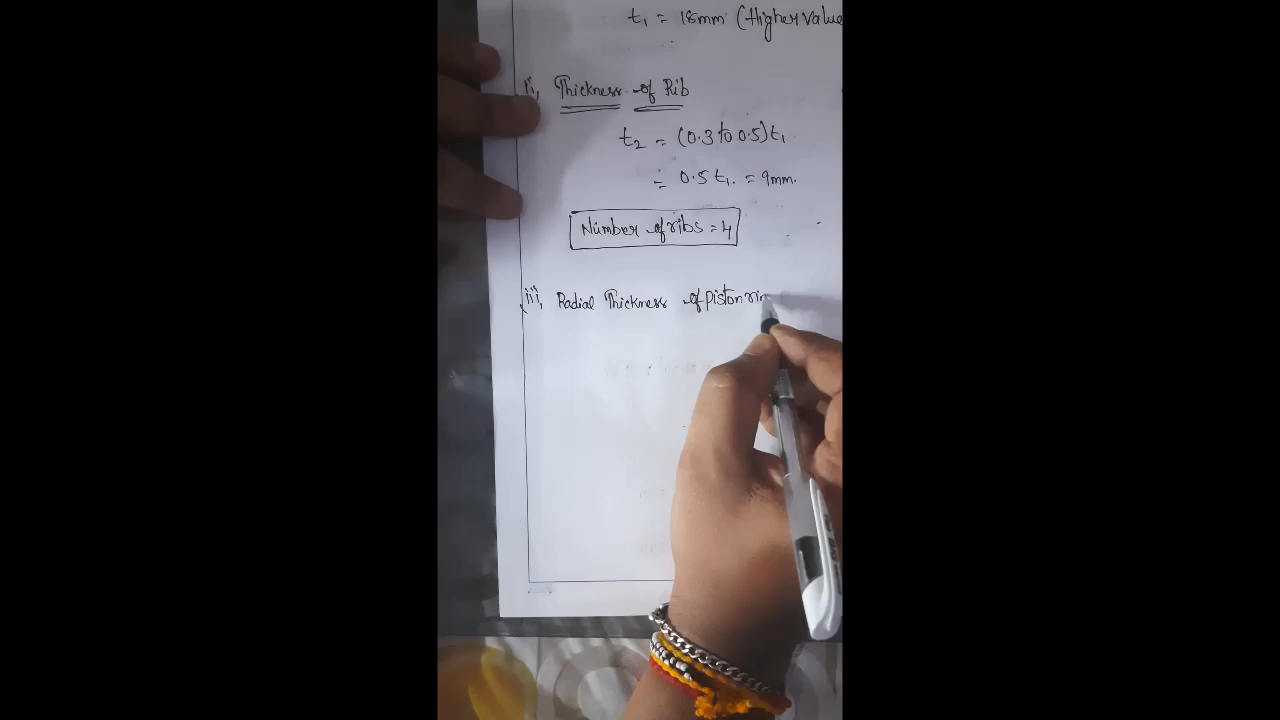 t₁ = 18mm (Higher value
ii, Thickness of Rib
t₂ = (0.3 to 0.5)t₁
= 0.5 t₁. = 9mm.
Number of ribs = 4
iii, Radial Thickness of piston rin